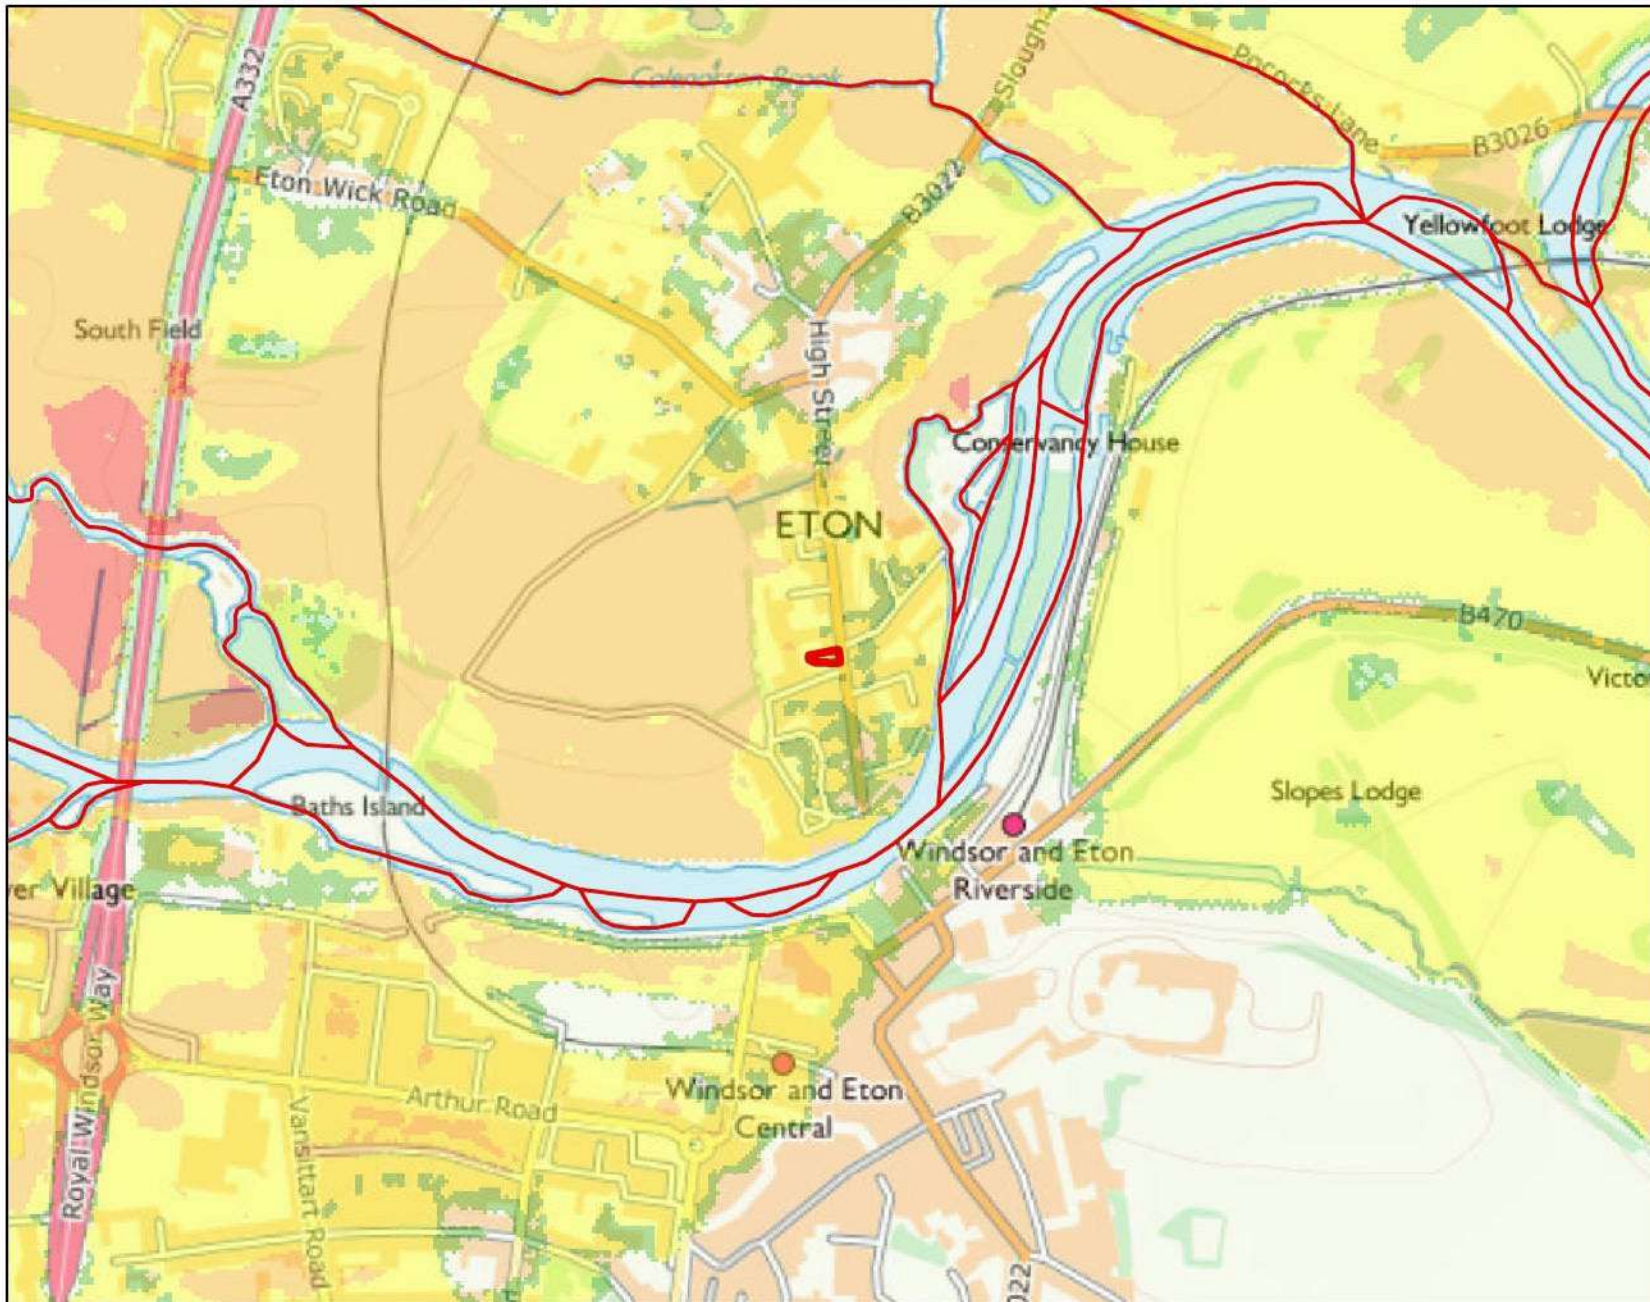 A332
Colenorton Brook
Slough
Pococks Lane
B3026
Eton Wick Road
B3022
Yellowfoot Lodge
South Field
High Street
Conservancy House
ETON
B470
Victo
Baths Island
Slopes Lodge
Windsor and Eton
Riverside
ver Village
Royal Windsor Way
Windsor and Eton
Central
Arthur Road
Vansittart Road
022